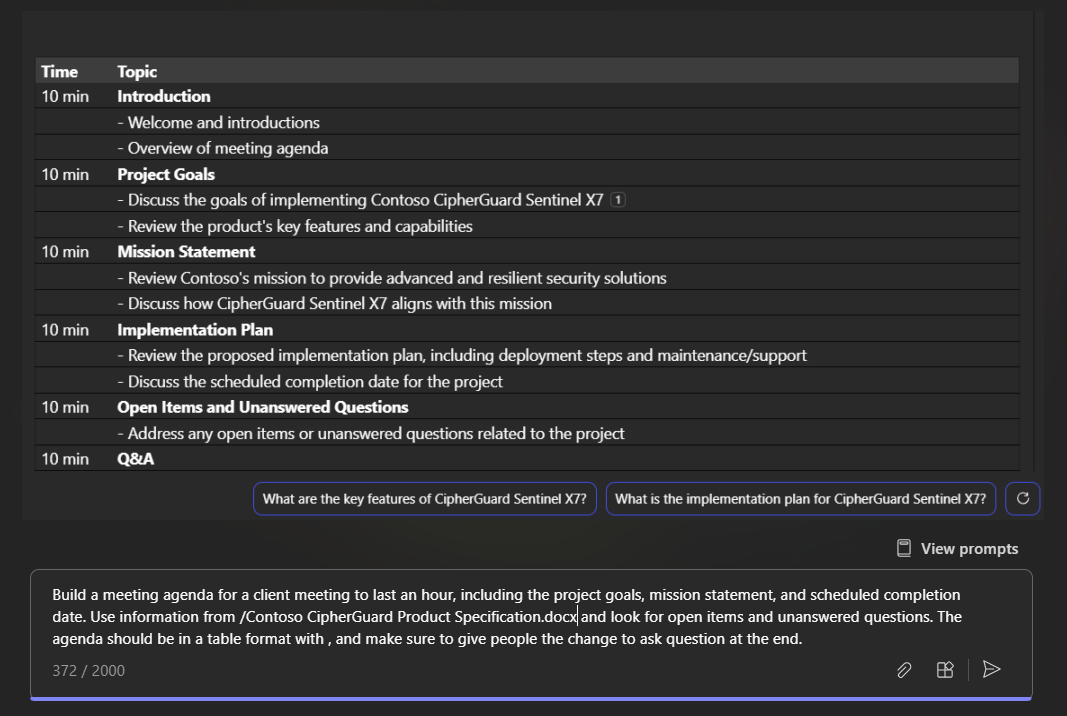 Time Topic
10 min Introduction
- Welcome and introductions
- Overview of meeting agenda
10 min Project Goals
- Discuss the goals of implementing Contoso CipherGuard Sentinel X7 1
- Review the product's key features and capabilities
10 min Mission Statement
- Review Contoso's mission to provide advanced and resilient security solutions
- Discuss how CipherGuard Sentinel X7 aligns with this mission
10 min Implementation Plan
- Review the proposed implementation plan, including deployment steps and maintenance/support
- Discuss the scheduled completion date for the project
10 min Open Items and Unanswered Questions
- Address any open items or unanswered questions related to the project
10 min Q&A
What are the key features of CipherGuard Sentinel X7? What is the implementation plan for CipherGuard Sentinel X7?
View prompts
Build a meeting agenda for a client meeting to last an hour, including the project goals, mission statement, and scheduled completion
date. Use information from /Contoso CipherGuard Product Specification.docx and look for open items and unanswered questions. The
agenda should be in a table format with , and make sure to give people the change to ask question at the end.
372 / 2000